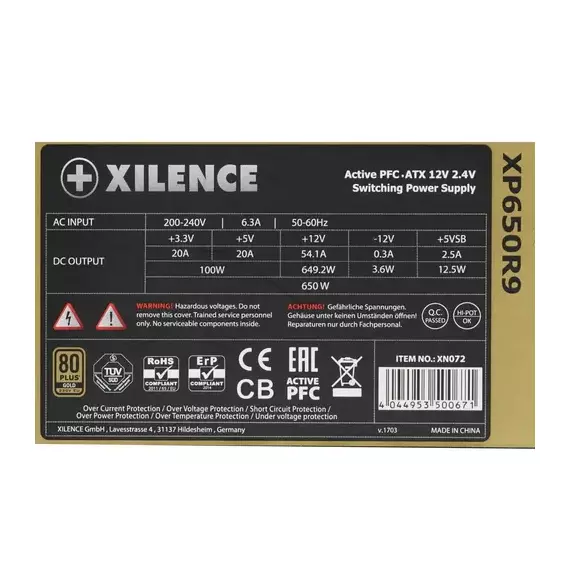 XILENCE
Active PFC • ATX 12V 2.4V
Switching Power Supply
XP650R9
AC INPUT 200-240V 6.3A 50-60Hz
DC OUTPUT +3.3V +5V +12V -12V +5VSB
20A 20A 54.1A 0.3A 2.5A
100W 649.2W 3.6W 12.5W
650 W
WARNING! Hazardous voltages. Do not
remove this cover. Trained service personnel
only. No serviceable components inside.
ACHTUNG! Gefährliche Spannungen.
Gehäuse unter keinen Umständen öffnen!
Reparaturen nur durch Fachpersonal.
Q.C.
PASSED
HI-POT
OK
80
PLUS
GOLD
TÜV
SÜD
RoHS
COMPLIANT
2011 / 65 / EU
ErP
COMPLIANT
2014
CE
CB
EAC
ACTIVE
PFC
ITEM NO.: XN072
4 044953 500671
Over Current Protection / Over Voltage Protection / Short Circuit Protection /
Over Power Protection / Over Temperature Protection / Under voltage protection
XILENCE GmbH , Lavesstrasse 4 , 31137 Hildesheim , Germany
v.1703
MADE IN CHINA